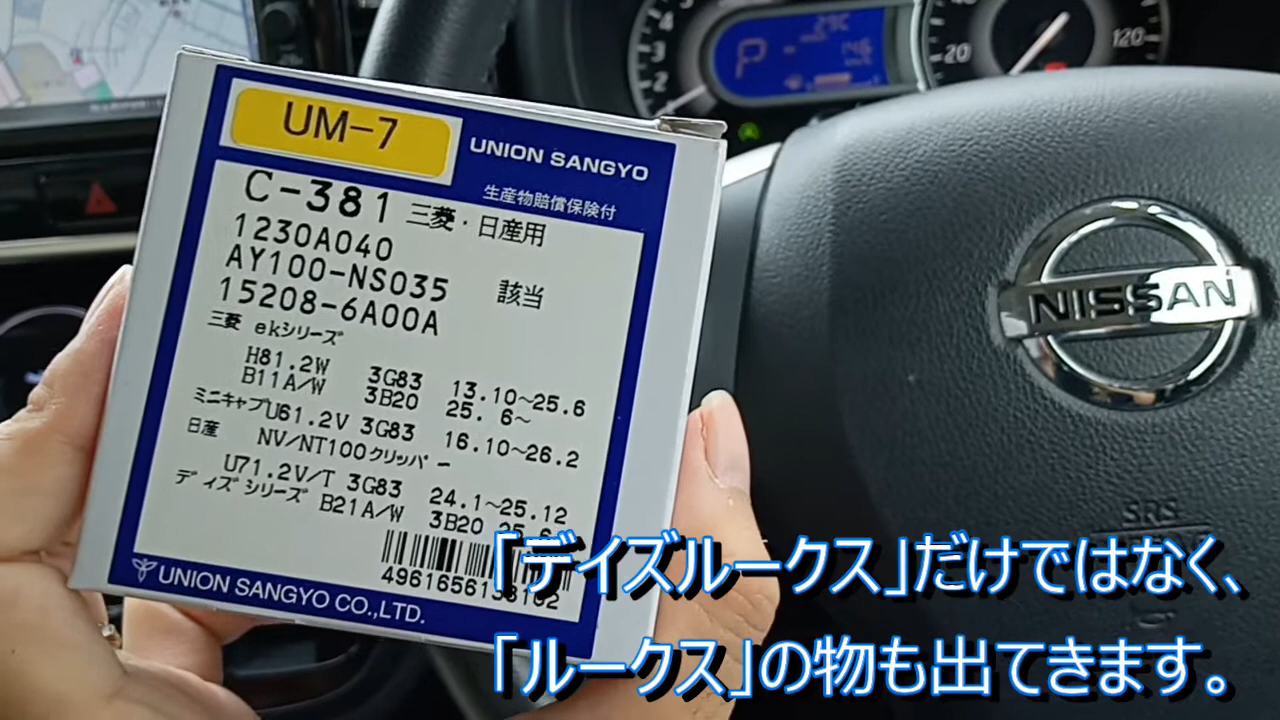 UM-7
UNION SANGYO
生産物賠償保険付
C-381 三菱・日産用
1230A040
AY100-NS035 該当
15208-6A00A
三菱 ekシリーズ
H81.2W 3G83 13.10～25.6
B11A/W 3B20 25. 6～
ミニキャブU61.2V 3G83 16.10～26.2
日産 NV/NT100クリッパー
U71.2V/T 3G83 24.1～25.12
デイズシリーズ B21A/W 3B20
UNION SANGYO CO.,LTD.
P
20
120
NISSAN
SRS
「デイズルークス」だけではなく、
「ルークス」の物も出てきます。